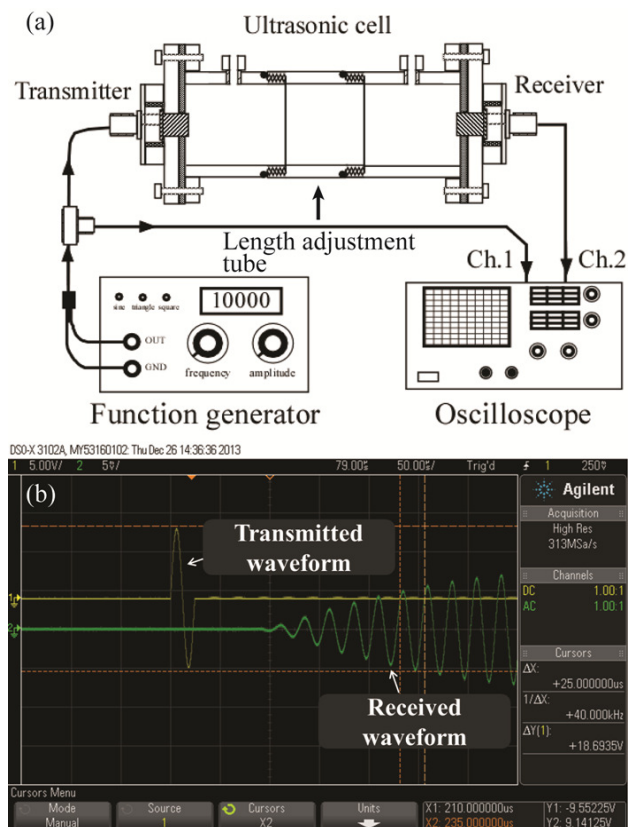 (a)
Ultrasonic cell
Transmitter
Receiver
Length adjustment
tube
Ch.1
Ch.2
10000
sine triangle square
OUT
GND
frequency
amplitude
Function generator
Oscilloscope
DSO-X 3102A, MY53160102: Thu Dec 26 14:36:36 2013
1 5.00V/ 2 5 /
79.00 50.00 /
Trig'd
1 250
(b)
Transmitted
waveform
Received
waveform
1
2
Agilent
Acquisition
High Res
313MSa/s
Channels
DC 1.00:1
AC 1.00:1
Cursors
ΔX:
+25.000000us
1/ΔX:
+40.000kHz
ΔY(1):
+18.6935V
Cursors Menu
Mode
Manual
Source
1
Cursors
X2
Units
X1: 210.000000us
X2: 235.000000us
Y1: -9.55225V
Y2: 9.14125V